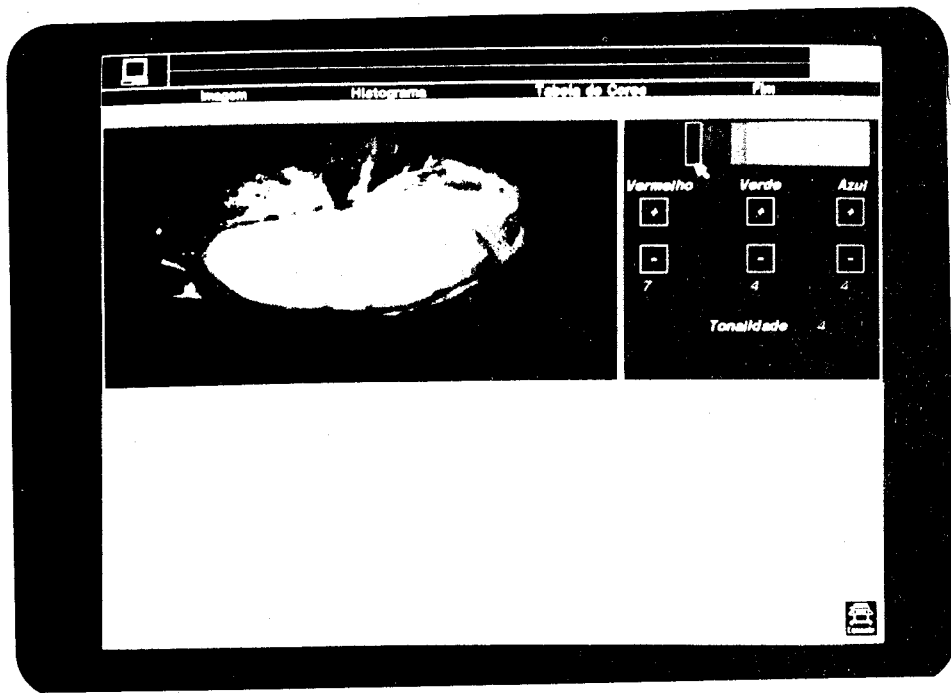 Imagem Histograma Tabela de Cores Fim
Vermelho Verde Azul
+ + +
- - -
7 4 4
Tonalidade 4